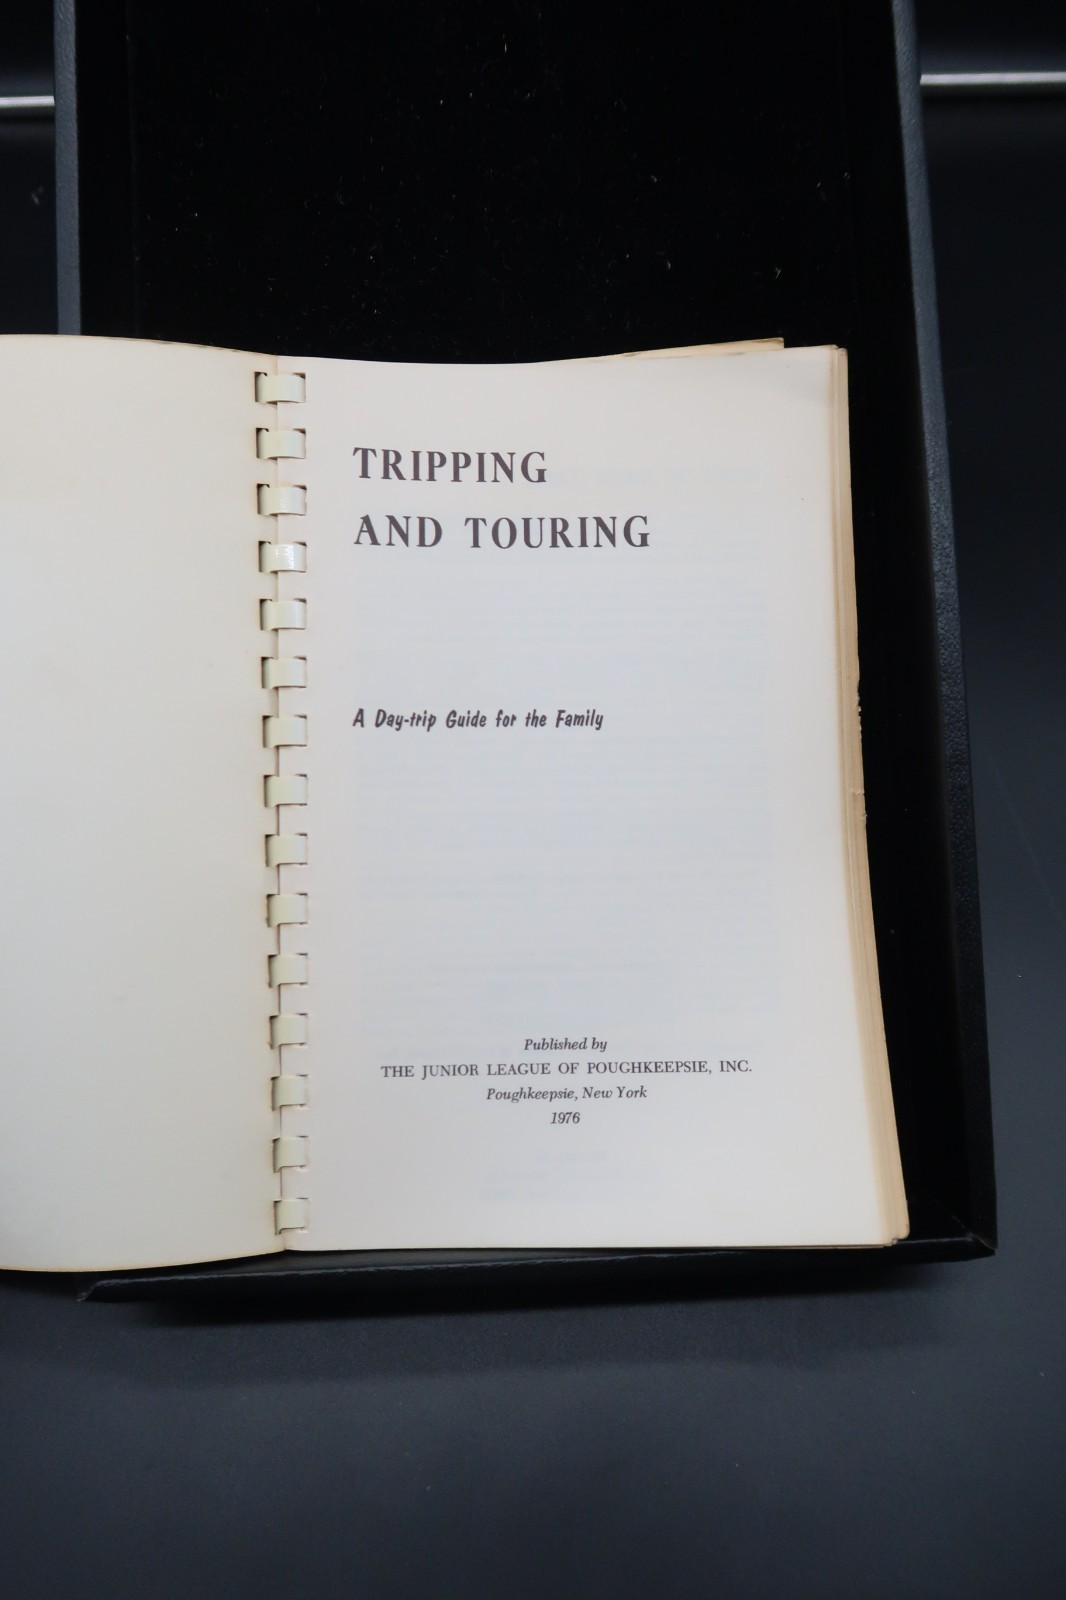 TRIPPING
AND TOURING
A Day-trip Guide for the Family
Published by
THE JUNIOR LEAGUE OF POUGHKEEPSIE, INC.
Poughkeepsie, New York
1976